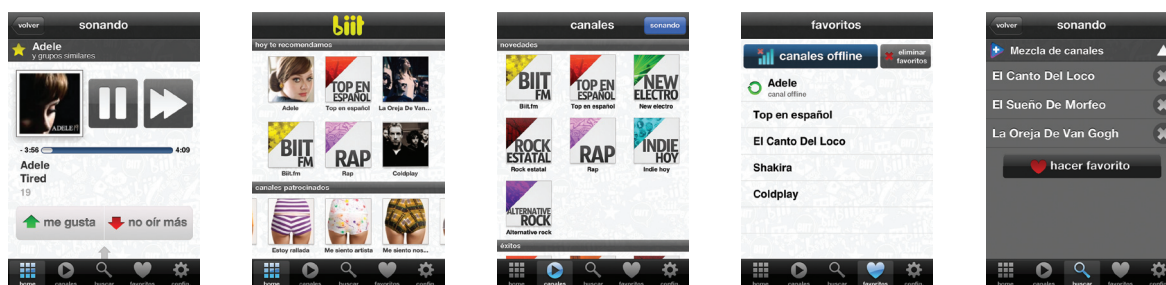 volver
sonando
Adele
y grupos similares
ADELE 19
- 3:56
4:09
Adele
Tired
19
me gusta
no oír más
home
canales
buscar
favoritos
config
biit
hoy te recomendamos
TOP EN
ESPAÑOL
Adele
Top en español
La Oreja De Van...
BIIT
FM
RAP
Biit.fm
Rap
Coldplay
canales patrocinados
Estoy rallada
Me siento artista
Me siento nos...
home
canales
buscar
favoritos
config
canales
sonando
novedades
BIIT
FM
TOP EN
ESPAÑOL
NEW
ELECTRO
Biit.fm
Top en español
New electro
ROCK
ESTATAL
RAP
INDIE
HOY
Rock estatal
Rap
Indie hoy
ALTERNATIVE
ROCK
Alternative rock
éxitos
home
canales
buscar
favoritos
config
favoritos
canales offline
eliminar
favoritos
Adele
canal offline
Top en español
El Canto Del Loco
Shakira
Coldplay
home
canales
buscar
favoritos
config
volver
sonando
Mezcla de canales
El Canto Del Loco
El Sueño De Morfeo
La Oreja De Van Gogh
hacer favorito
home
canales
buscar
favoritos
config